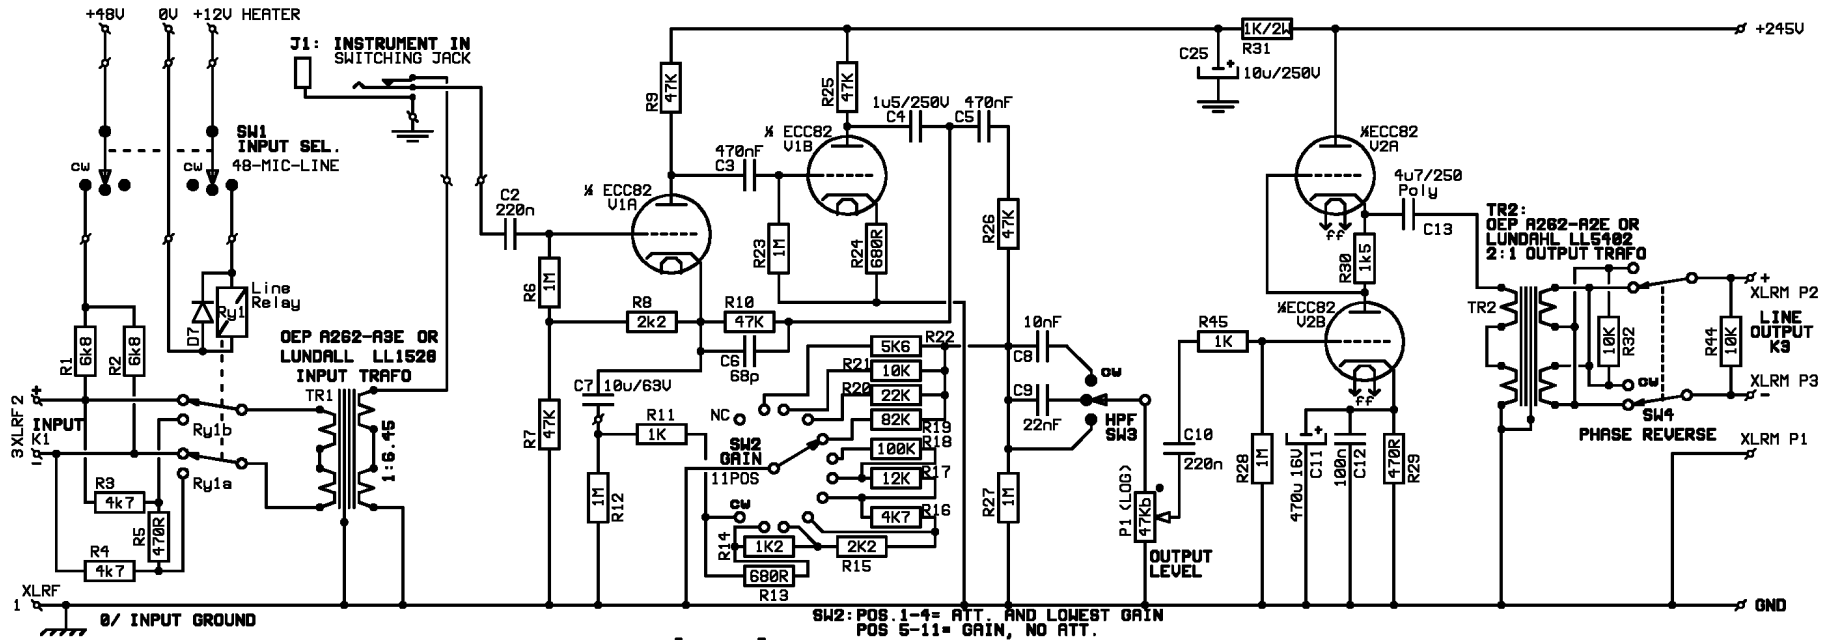 +48V
0V
+12V HEATER
J1: INSTRUMENT IN
SWITCHING JACK
SW1
INPUT SEL.
48-MIC-LINE
cw
cw
Line
Relay
Ry1
D7
R1
6k8
R2
6k8
OEP A262-A3E OR
LUNDALL LL1528
INPUT TRAFO
TR1
1:6.45
3XLRF2
+
INPUT
K1
-
Ry1b
Ry1a
R3
4k7
R5
470R
R4
4k7
XLRF
1
0/ INPUT GROUND
C2
220n
R6
1M
R7
47K
R9
47K
½ ECC82
V1A
470nF
C3
R8
2k2
R10
47K
C6
68p
C7
10u/63V
R11
1K
R12
1M
R25
47K
½ ECC82
V1B
R23
1M
R24
680R
1u5/250V
C4
470nF
C5
R26
47K
R22
5K6
R21
10K
R20
22K
R19
82K
R18
100K
R17
12K
R16
4K7
NC
SW2
GAIN
11POS
cw
R14
1K2
2K2
R15
680R
R13
10nF
C8
C9
22nF
cw
HPF
SW3
R27
1M
P1 (LOG)
47Kb
OUTPUT
LEVEL
C10
220n
SW2: POS.1-4= ATT. AND LOWEST GAIN
POS 5-11= GAIN, NO ATT.
C25
+
10u/250V
1K/2W
R31
+245V
½ECC82
V2A
ff
R30
1k5
4u7/250
Poly
C13
½ECC82
V2B
ff
R45
1K
R28
1M
470u 16V
C11
+
100n
C12
470R
R29
TR2:
OEP A262-A2E OR
LUNDAHL LL5402
2:1 OUTPUT TRAFO
TR2
10K
R32
cw
SW4
PHASE REVERSE
R44
10K
+
XLRM P2
LINE
OUTPUT
K3
XLRM P3
-
XLRM P1
GND